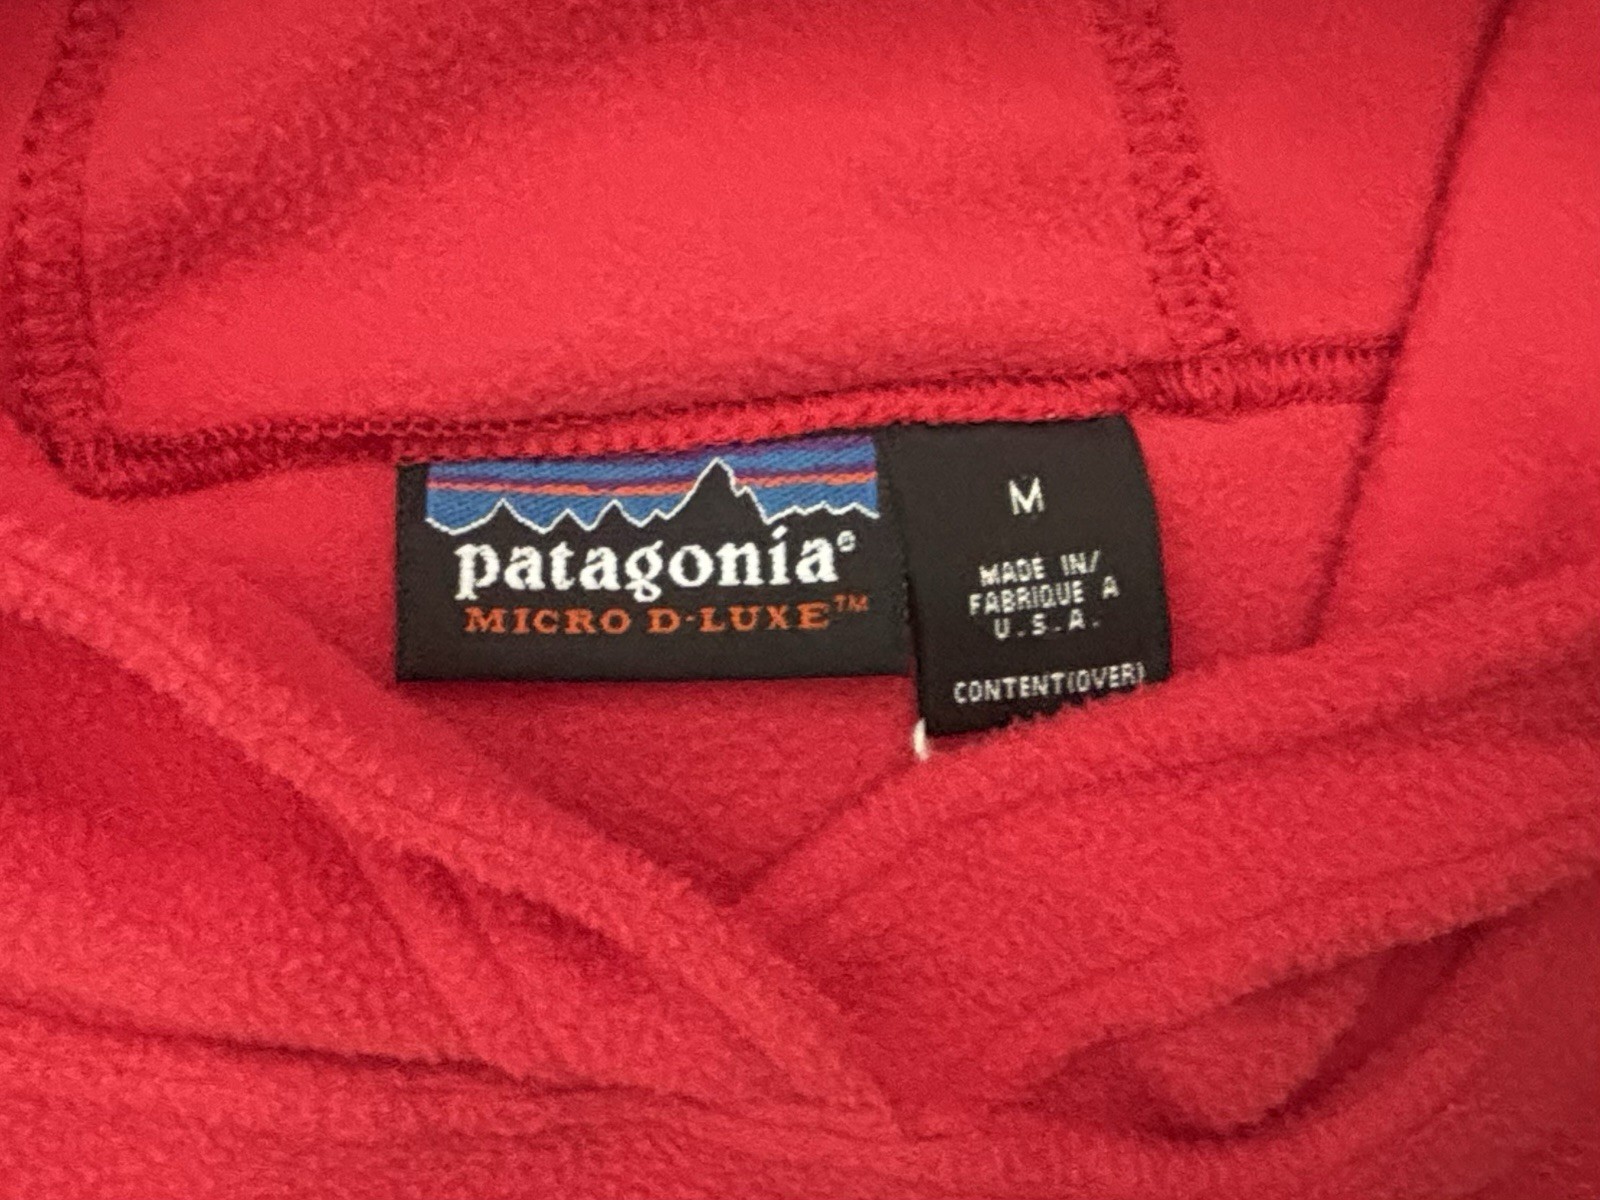 patagonia®
MICRO D-LUXE™
M
MADE IN/
FABRIQUE A
U.S.A.
CONTENT(OVER)